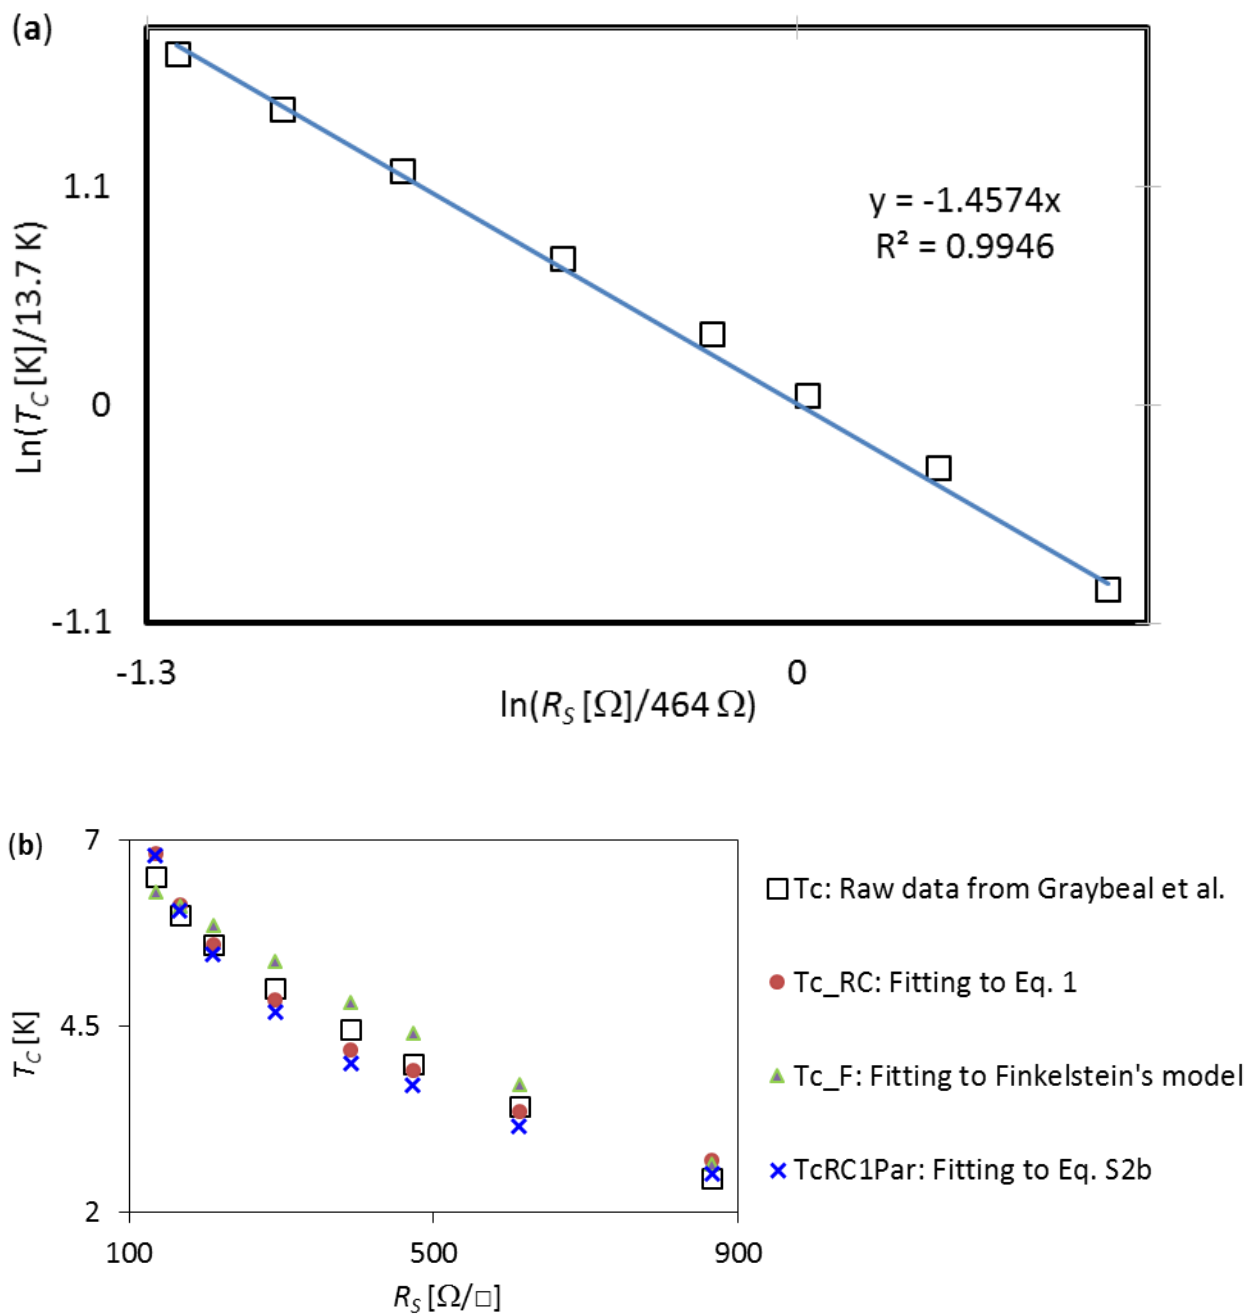 (a)
1.1
0
-1.1
Ln(T_C [K]/13.7 K)
y = -1.4574x
R² = 0.9946
-1.3
0
ln(R_S [Ω]/464 Ω)
(b)
7
4.5
2
T_C [K]
100
500
900
R_S [Ω/□]
Tc: Raw data from Graybeal et al.
Tc_RC: Fitting to Eq. 1
Tc_F: Fitting to Finkelstein's model
TcRC1Par: Fitting to Eq. S2b